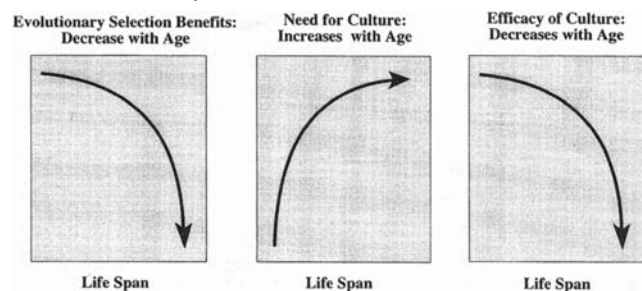 Evolutionary Selection Benefits:
Decrease with Age
Need for Culture:
Increases with Age
Efficacy of Culture:
Decreases with Age
Life Span
Life Span
Life Span